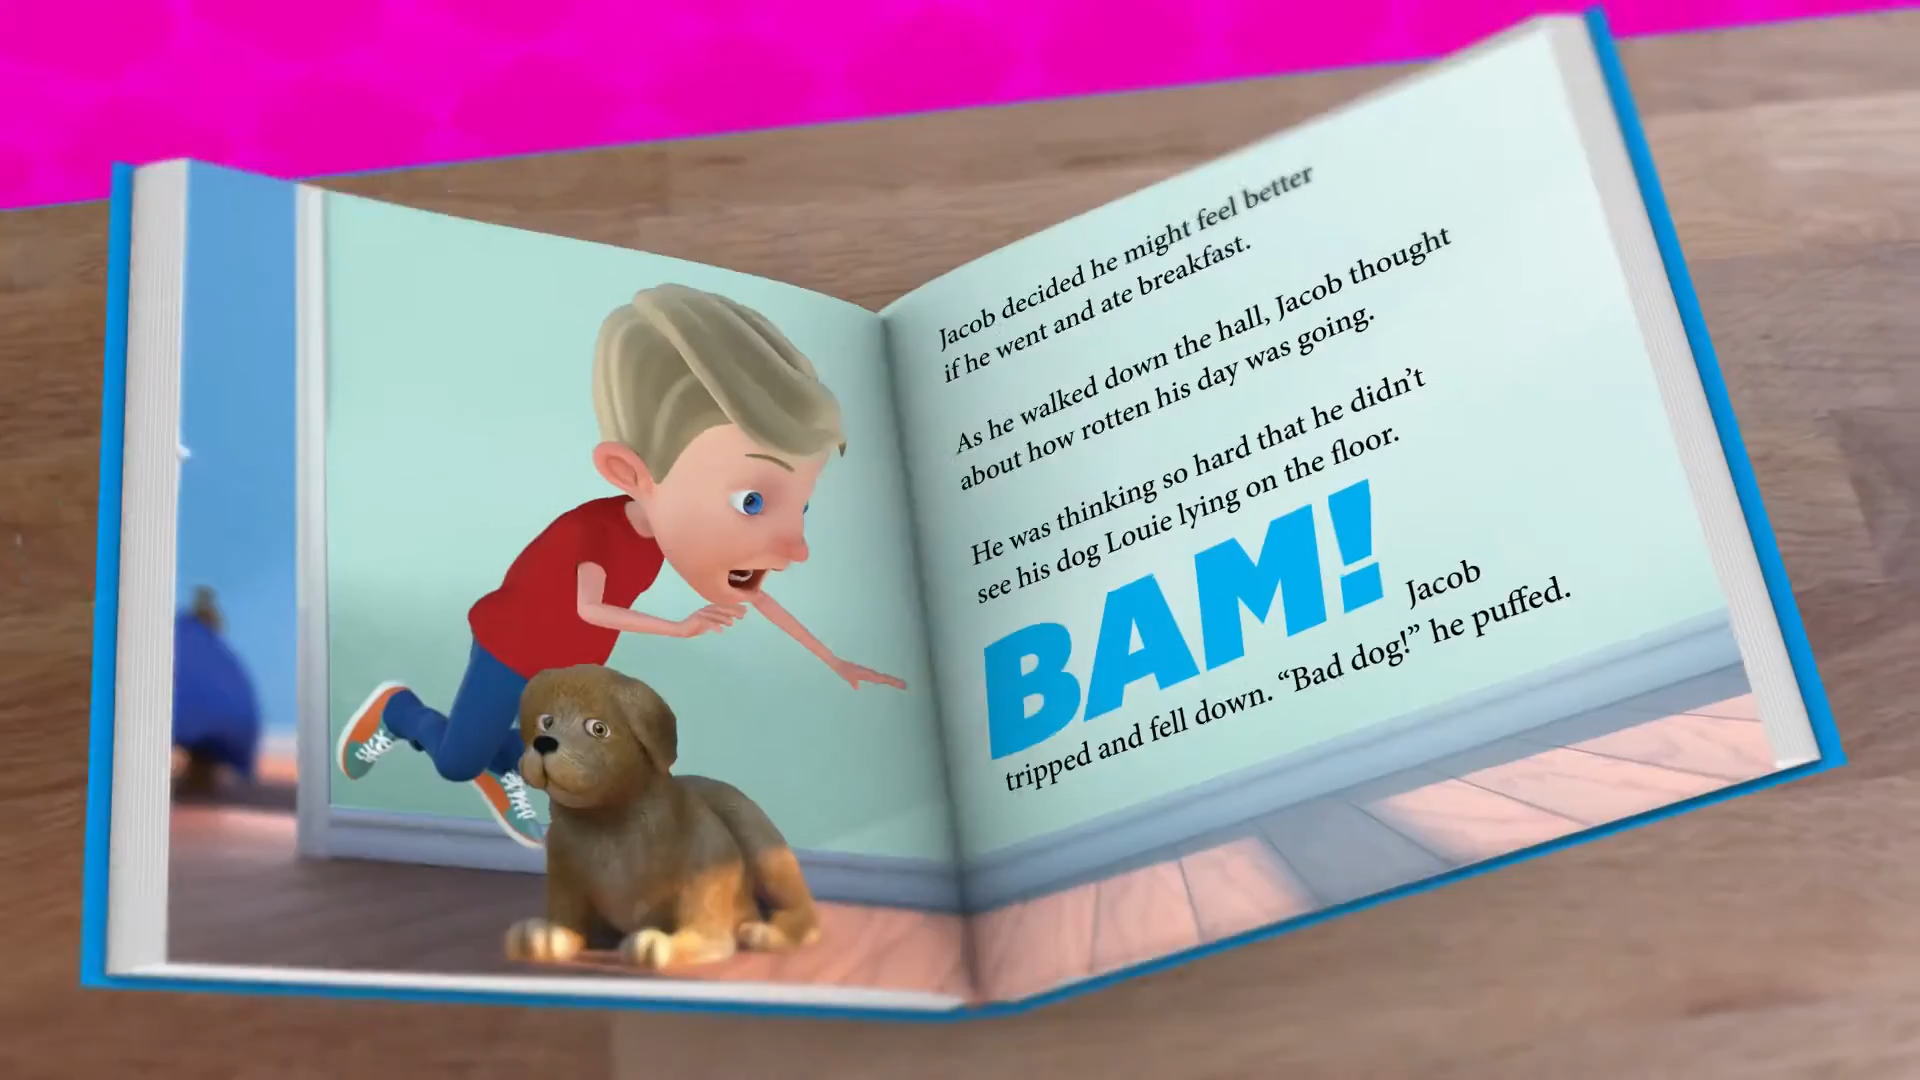 Jacob decided he might feel better
if he went and ate breakfast.
As he walked down the hall, Jacob thought
about how rotten his day was going.
He was thinking so hard that he didn’t
see his dog Louie lying on the floor.
BAM! Jacob
tripped and fell down. “Bad dog!” he puffed.